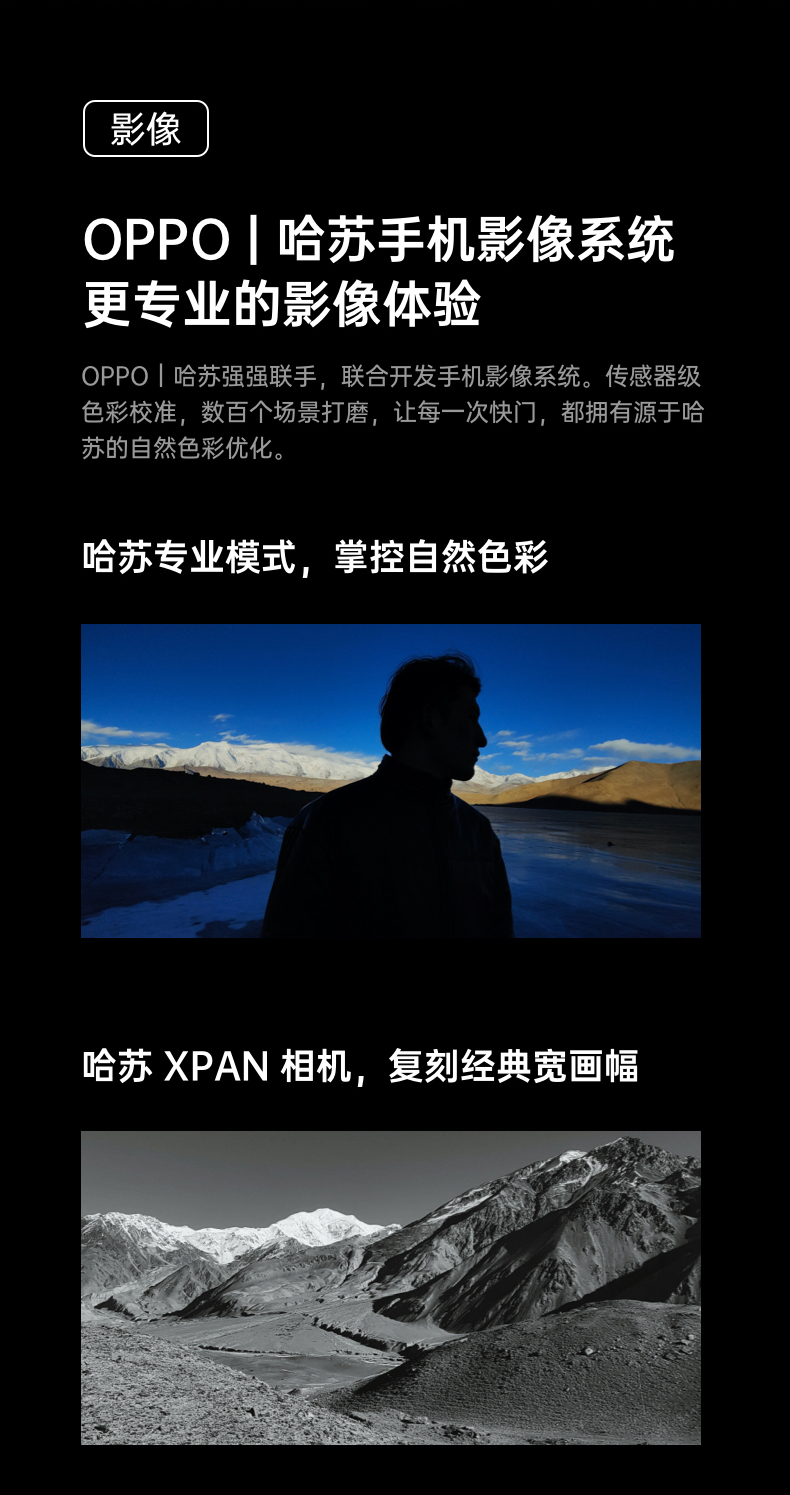 影像
OPPO | 哈苏手机影像系统
更专业的影像体验
OPPO | 哈苏强强联手，联合开发手机影像系统。传感器级
色彩校准，数百个场景打磨，让每一次快门，都拥有源于哈
苏的自然色彩优化。
哈苏专业模式，掌控自然色彩
哈苏 XPAN 相机，复刻经典宽画幅